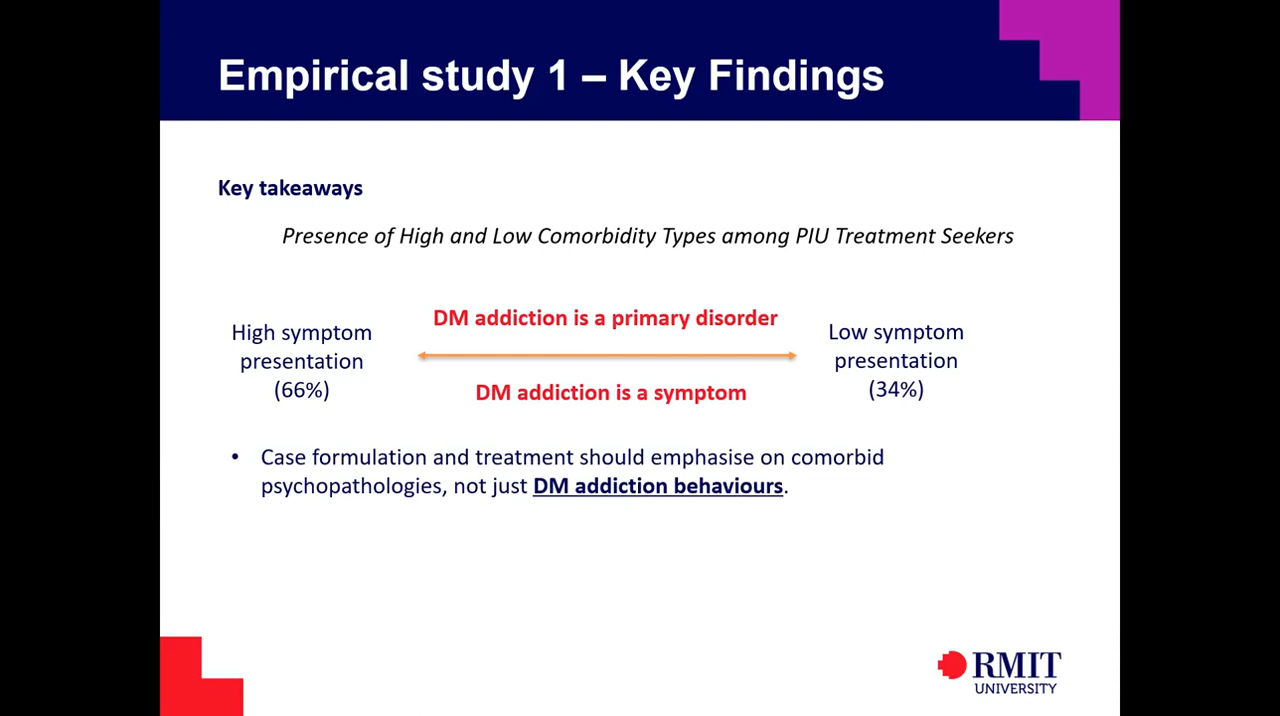 Empirical study 1 – Key Findings
Key takeaways
Presence of High and Low Comorbidity Types among PIU Treatment Seekers
High symptom
presentation
(66%)
DM addiction is a primary disorder
DM addiction is a symptom
Low symptom
presentation
(34%)
• Case formulation and treatment should emphasise on comorbid
psychopathologies, not just DM addiction behaviours.
RMIT
UNIVERSITY